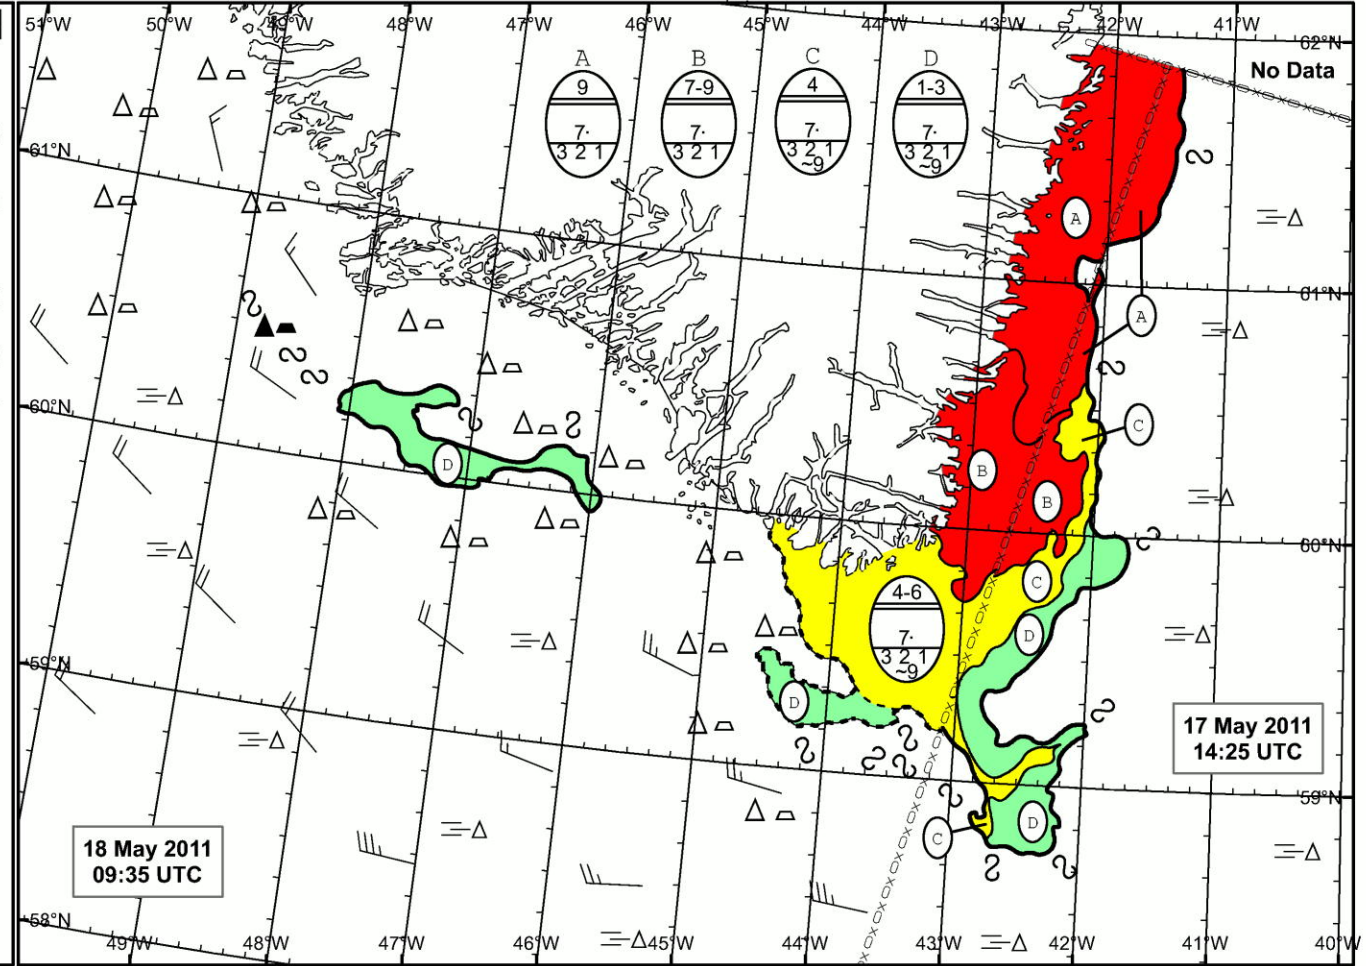 51°W 50°W 49°W 48°W 47°W 46°W 45°W 44°W 43°W 42°W 41°W
62°N
No Data
A B C D
9 7-9 4 1-3
7· 7· 7· 7·
3 2 1 3 2 1 3 2 1 3 2 1
~9 ~9
61°N
A
61°N
A
60°N
C
D
B
B
60°N
C
4-6
7·
3 2 1
~9
D
59°N
D
17 May 2011
14:25 UTC
59°N
D
C
18 May 2011
09:35 UTC
58°N
49°W 48°W 47°W 46°W 45°W 44°W 43°W 42°W 41°W 40°W